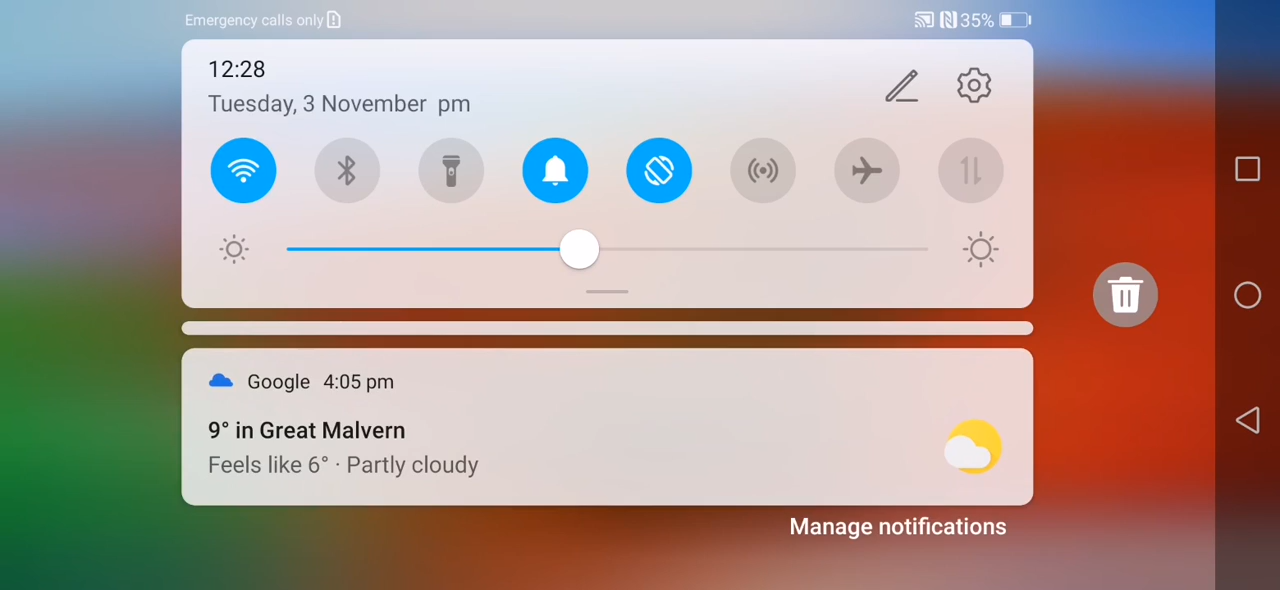 Emergency calls only
35%
12:28
Tuesday, 3 November pm
Google 4:05 pm
9° in Great Malvern
Feels like 6° · Partly cloudy
Manage notifications